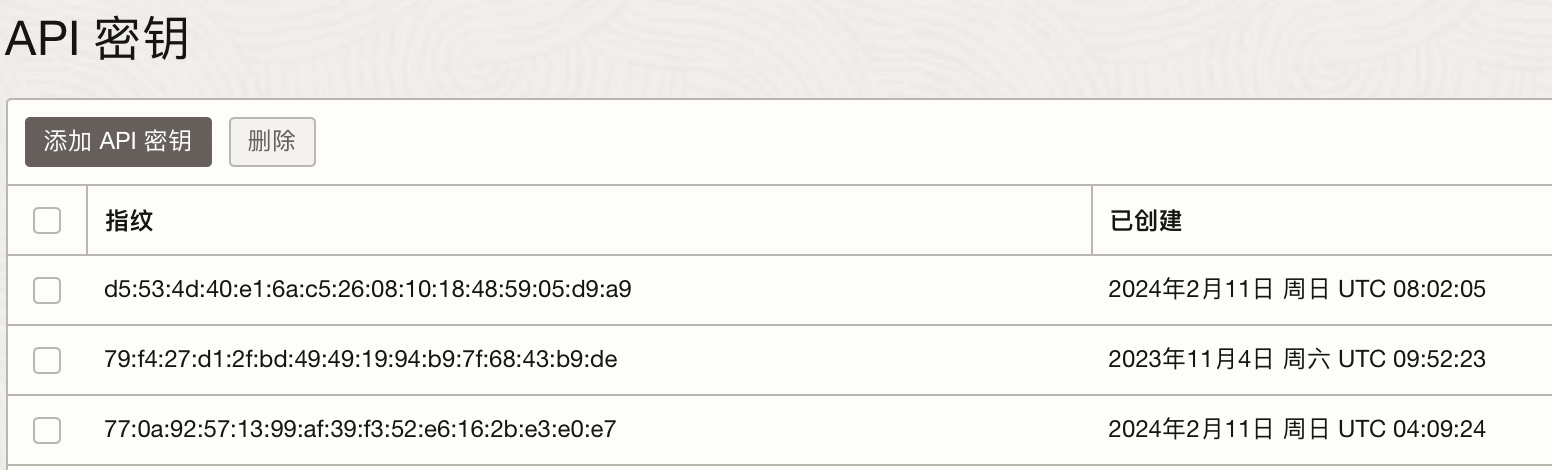 API 密钥
添加 API 密钥 删除
指纹 已创建
d5:53:4d:40:e1:6a:c5:26:08:10:18:48:59:05:d9:a9 2024年2月11日 周日 UTC 08:02:05
79:f4:27:d1:2f:bd:49:49:19:94:b9:7f:68:43:b9:de 2023年11月4日 周六 UTC 09:52:23
77:0a:92:57:13:99:af:39:f3:52:e6:16:2b:e3:e0:e7 2024年2月11日 周日 UTC 04:09:24